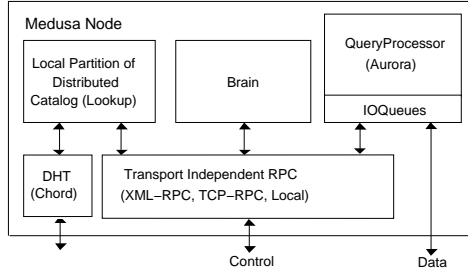 Medusa Node
Local Partition of
Distributed
Catalog (Lookup)
Brain
QueryProcessor
(Aurora)
IOQueues
DHT
(Chord)
Transport Independent RPC
(XML−RPC, TCP−RPC, Local)
Control
Data